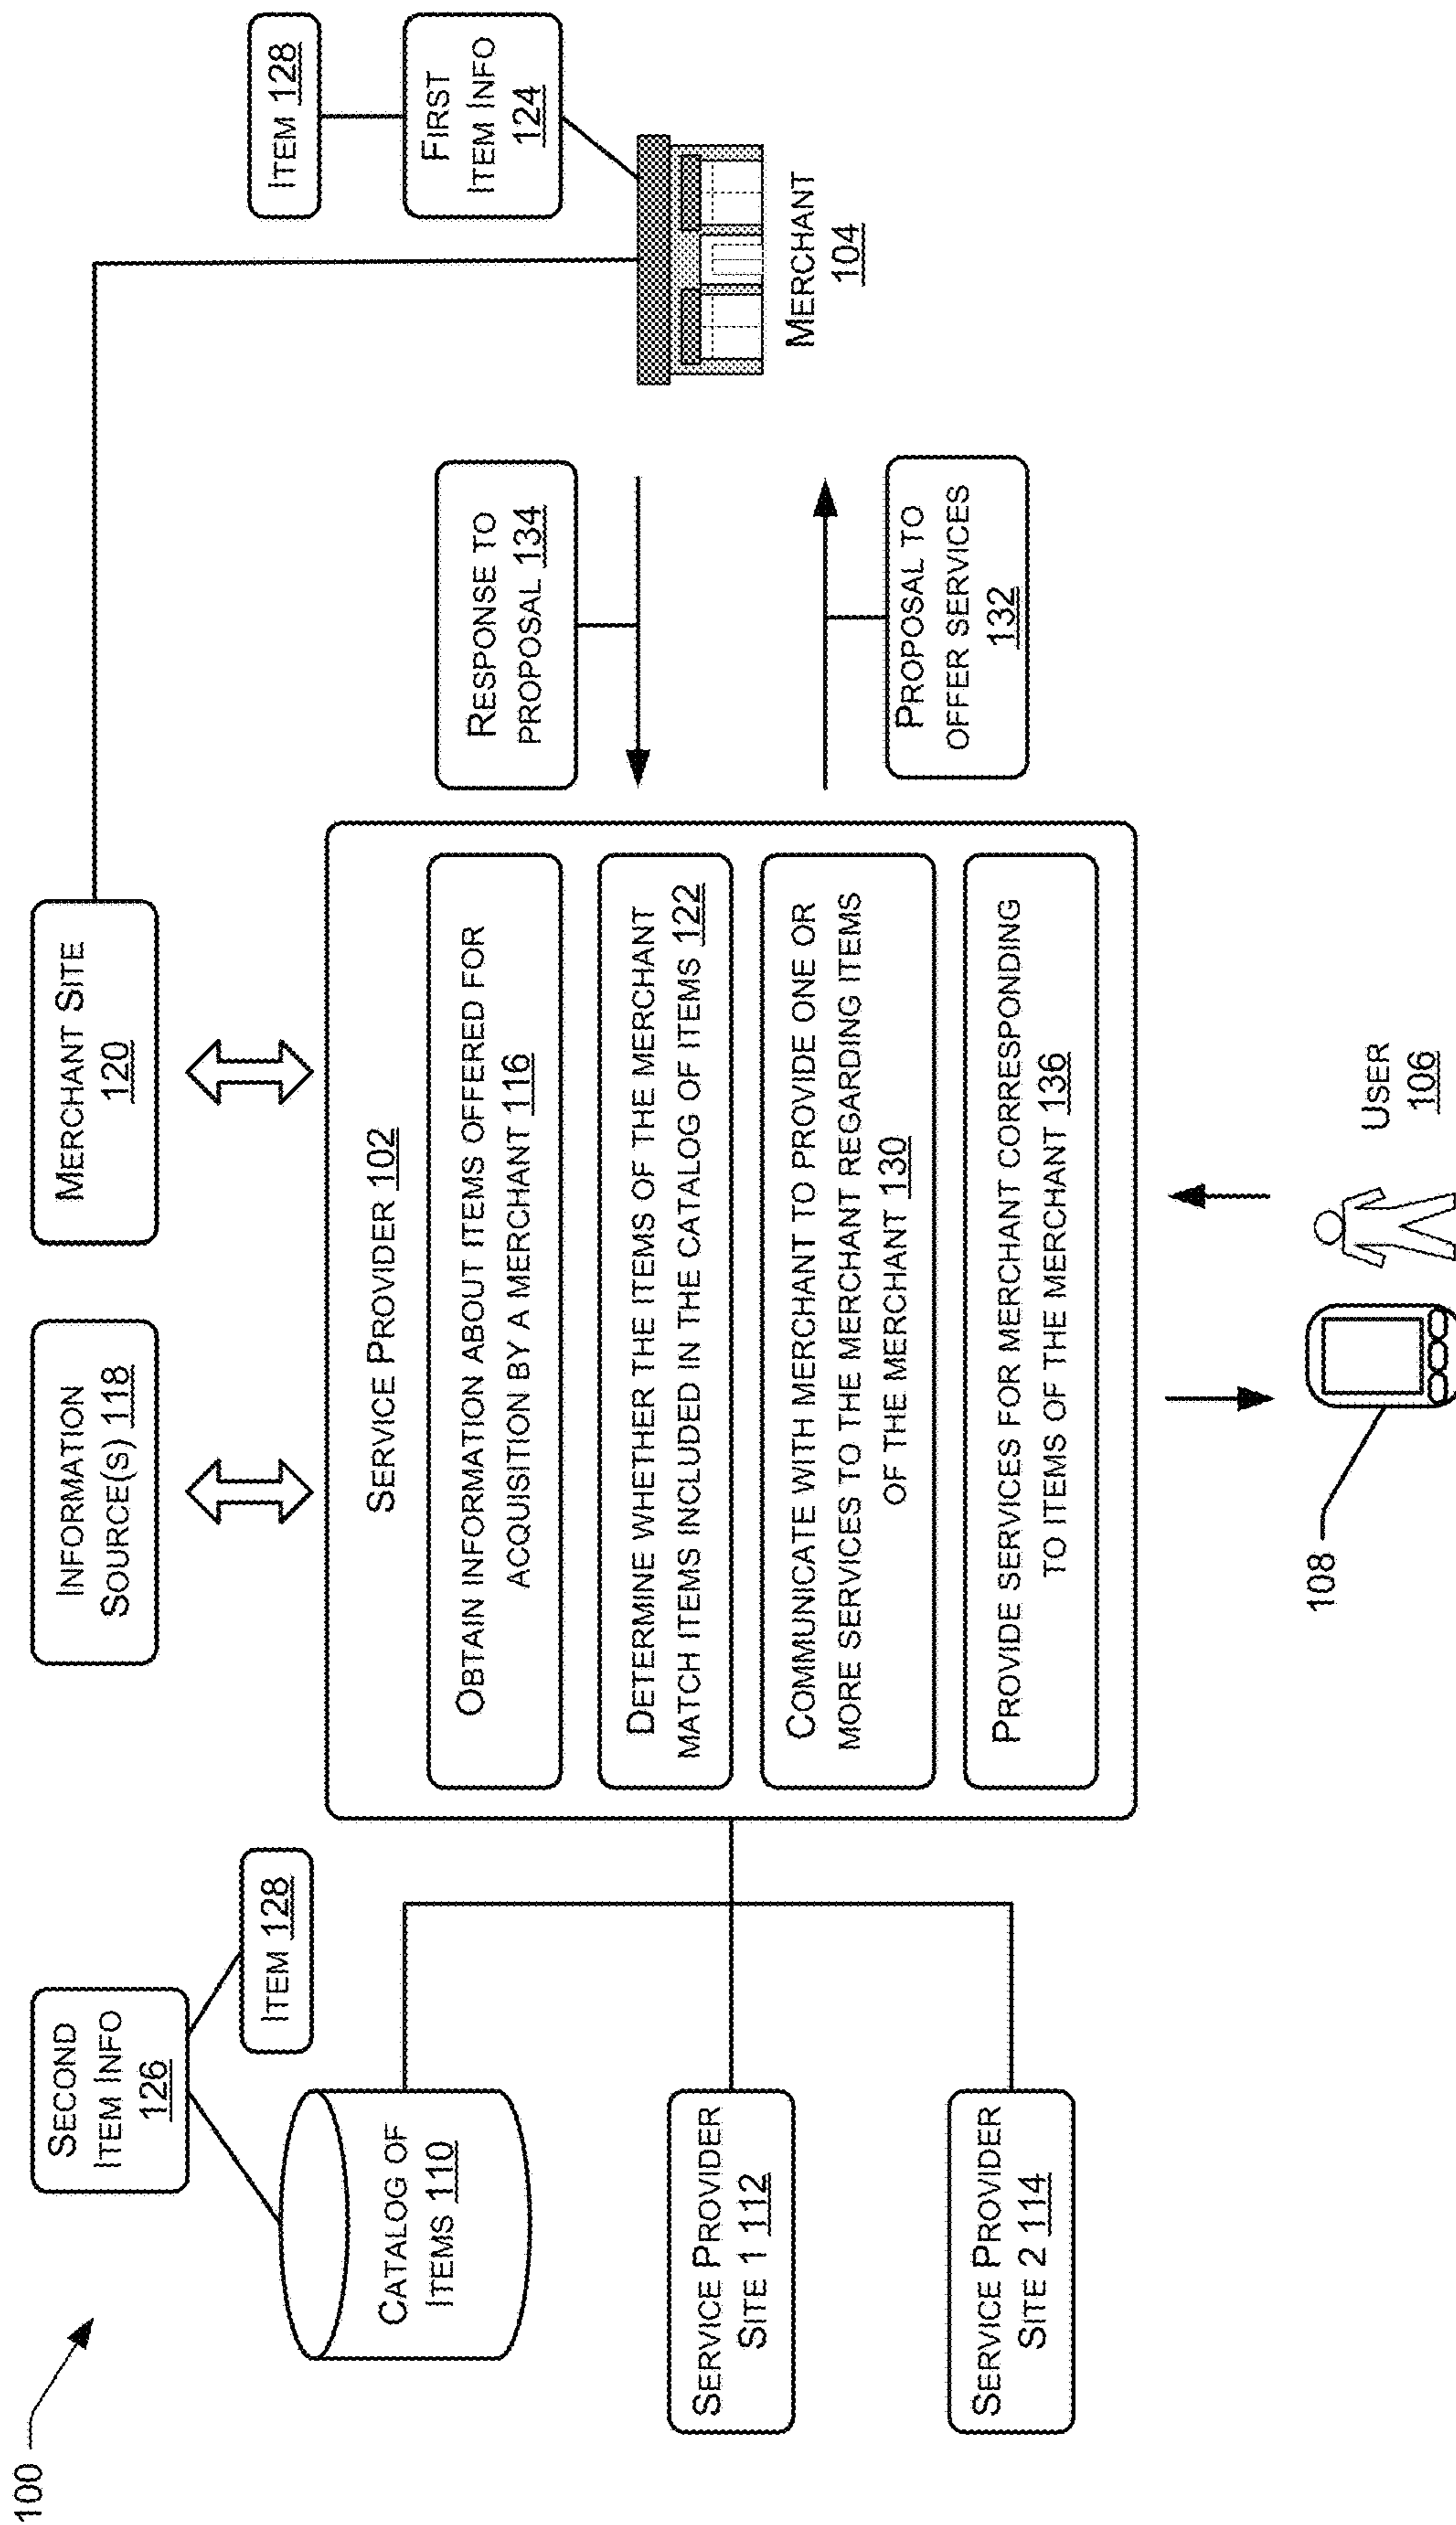 100
SECOND
ITEM INFO
126
ITEM 128
CATALOG OF
ITEMS 110
SERVICE PROVIDER
SITE 1 112
SERVICE PROVIDER
SITE 2 114
INFORMATION
SOURCE(S) 118
MERCHANT SITE
120
SERVICE PROVIDER 102
OBTAIN INFORMATION ABOUT ITEMS OFFERED FOR
ACQUISITION BY A MERCHANT 116
DETERMINE WHETHER THE ITEMS OF THE MERCHANT
MATCH ITEMS INCLUDED IN THE CATALOG OF ITEMS 122
COMMUNICATE WITH MERCHANT TO PROVIDE ONE OR
MORE SERVICES TO THE MERCHANT REGARDING ITEMS
OF THE MERCHANT 130
PROVIDE SERVICES FOR MERCHANT CORRESPONDING
TO ITEMS OF THE MERCHANT 136
RESPONSE TO
PROPOSAL 134
PROPOSAL TO
OFFER SERVICES
132
ITEM 128
FIRST
ITEM INFO
124
MERCHANT
104
108
USER
106